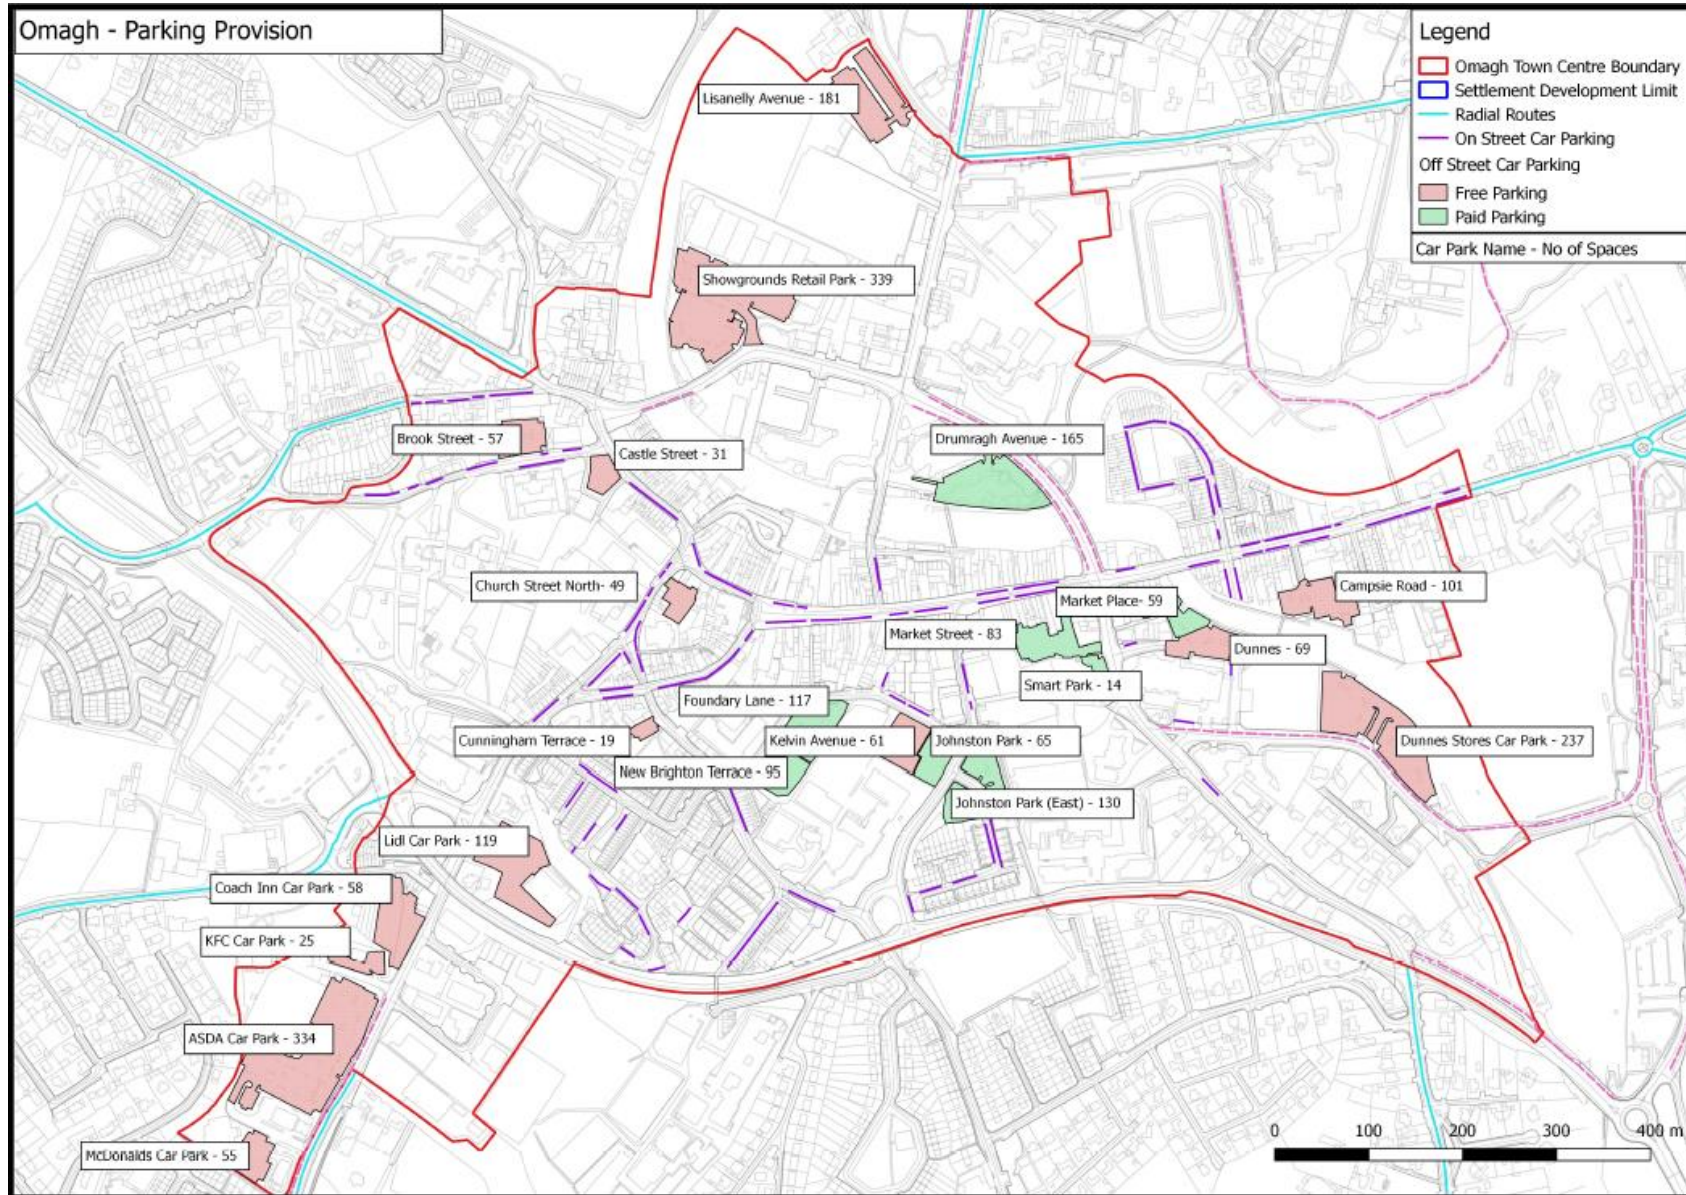 Omagh - Parking Provision
Legend
Omagh Town Centre Boundary
Settlement Development Limit
Radial Routes
On Street Car Parking
Off Street Car Parking
Free Parking
Paid Parking
Car Park Name - No of Spaces
Lisanelly Avenue - 181
Showgrounds Retail Park - 339
Brook Street - 57
Castle Street - 31
Drumragh Avenue - 165
Church Street North- 49
Market Place- 59
Campsie Road - 101
Market Street - 83
Dunnes - 69
Smart Park - 14
Foundary Lane - 117
Cunningham Terrace - 19
Kelvin Avenue - 61
Johnston Park - 65
Dunnes Stores Car Park - 237
New Brighton Terrace - 95
Johnston Park (East) - 130
Lidl Car Park - 119
Coach Inn Car Park - 58
KFC Car Park - 25
ASDA Car Park - 334
McDonalds Car Park - 55
0 100 200 300 400 m